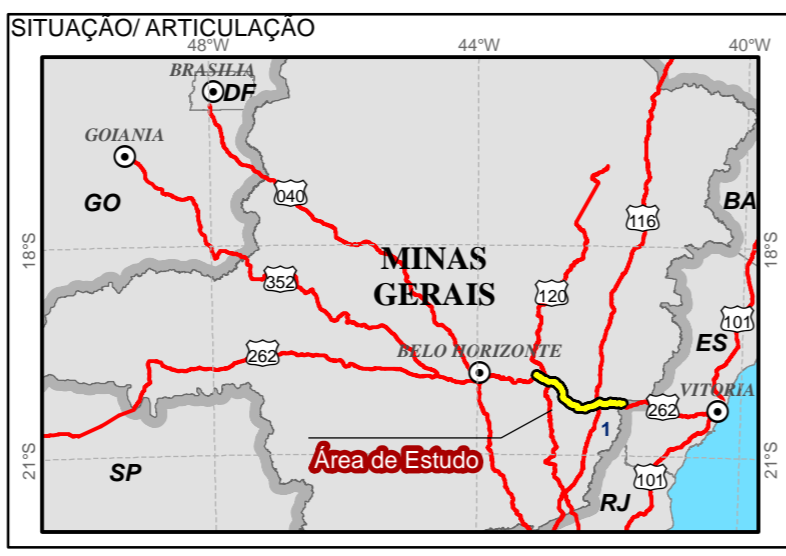 SITUAÇÃO/ ARTICULAÇÃO
48°W
44°W
40°W
BRASILIA
DF
GOIANIA
GO
040
116
BA
18°S
18°S
MINAS
GERAIS
352
120
101
262
BELO HORIZONTE
ES
VITORIA
262
1
Área de Estudo
21°S
21°S
SP
101
RJ